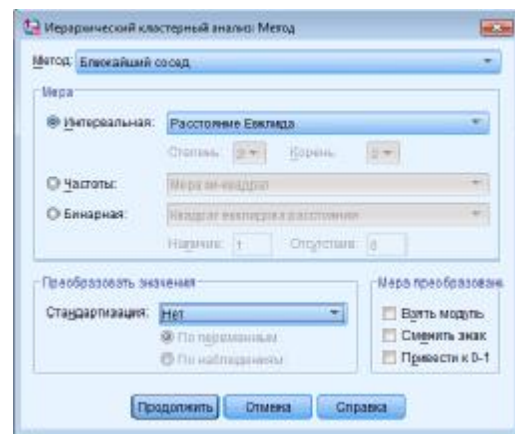 Иерархический кластерный анализ: Метод
Метод: Ближайший сосед
Мера
Интервальная: Расстояние Евклида
Степень: 2 Корень: 2
Частоты: Мера хи-квадрат
Бинарная: Квадрат евклидова расстояния
Наличие: 1 Отсутствие: 0
Преобразовать значения
Стандартизация: Нет
По переменным
По наблюдениям
Мера преобразован
Взять модуль
Сменить знак
Привести к 0-1
Продолжить Отмена Справка